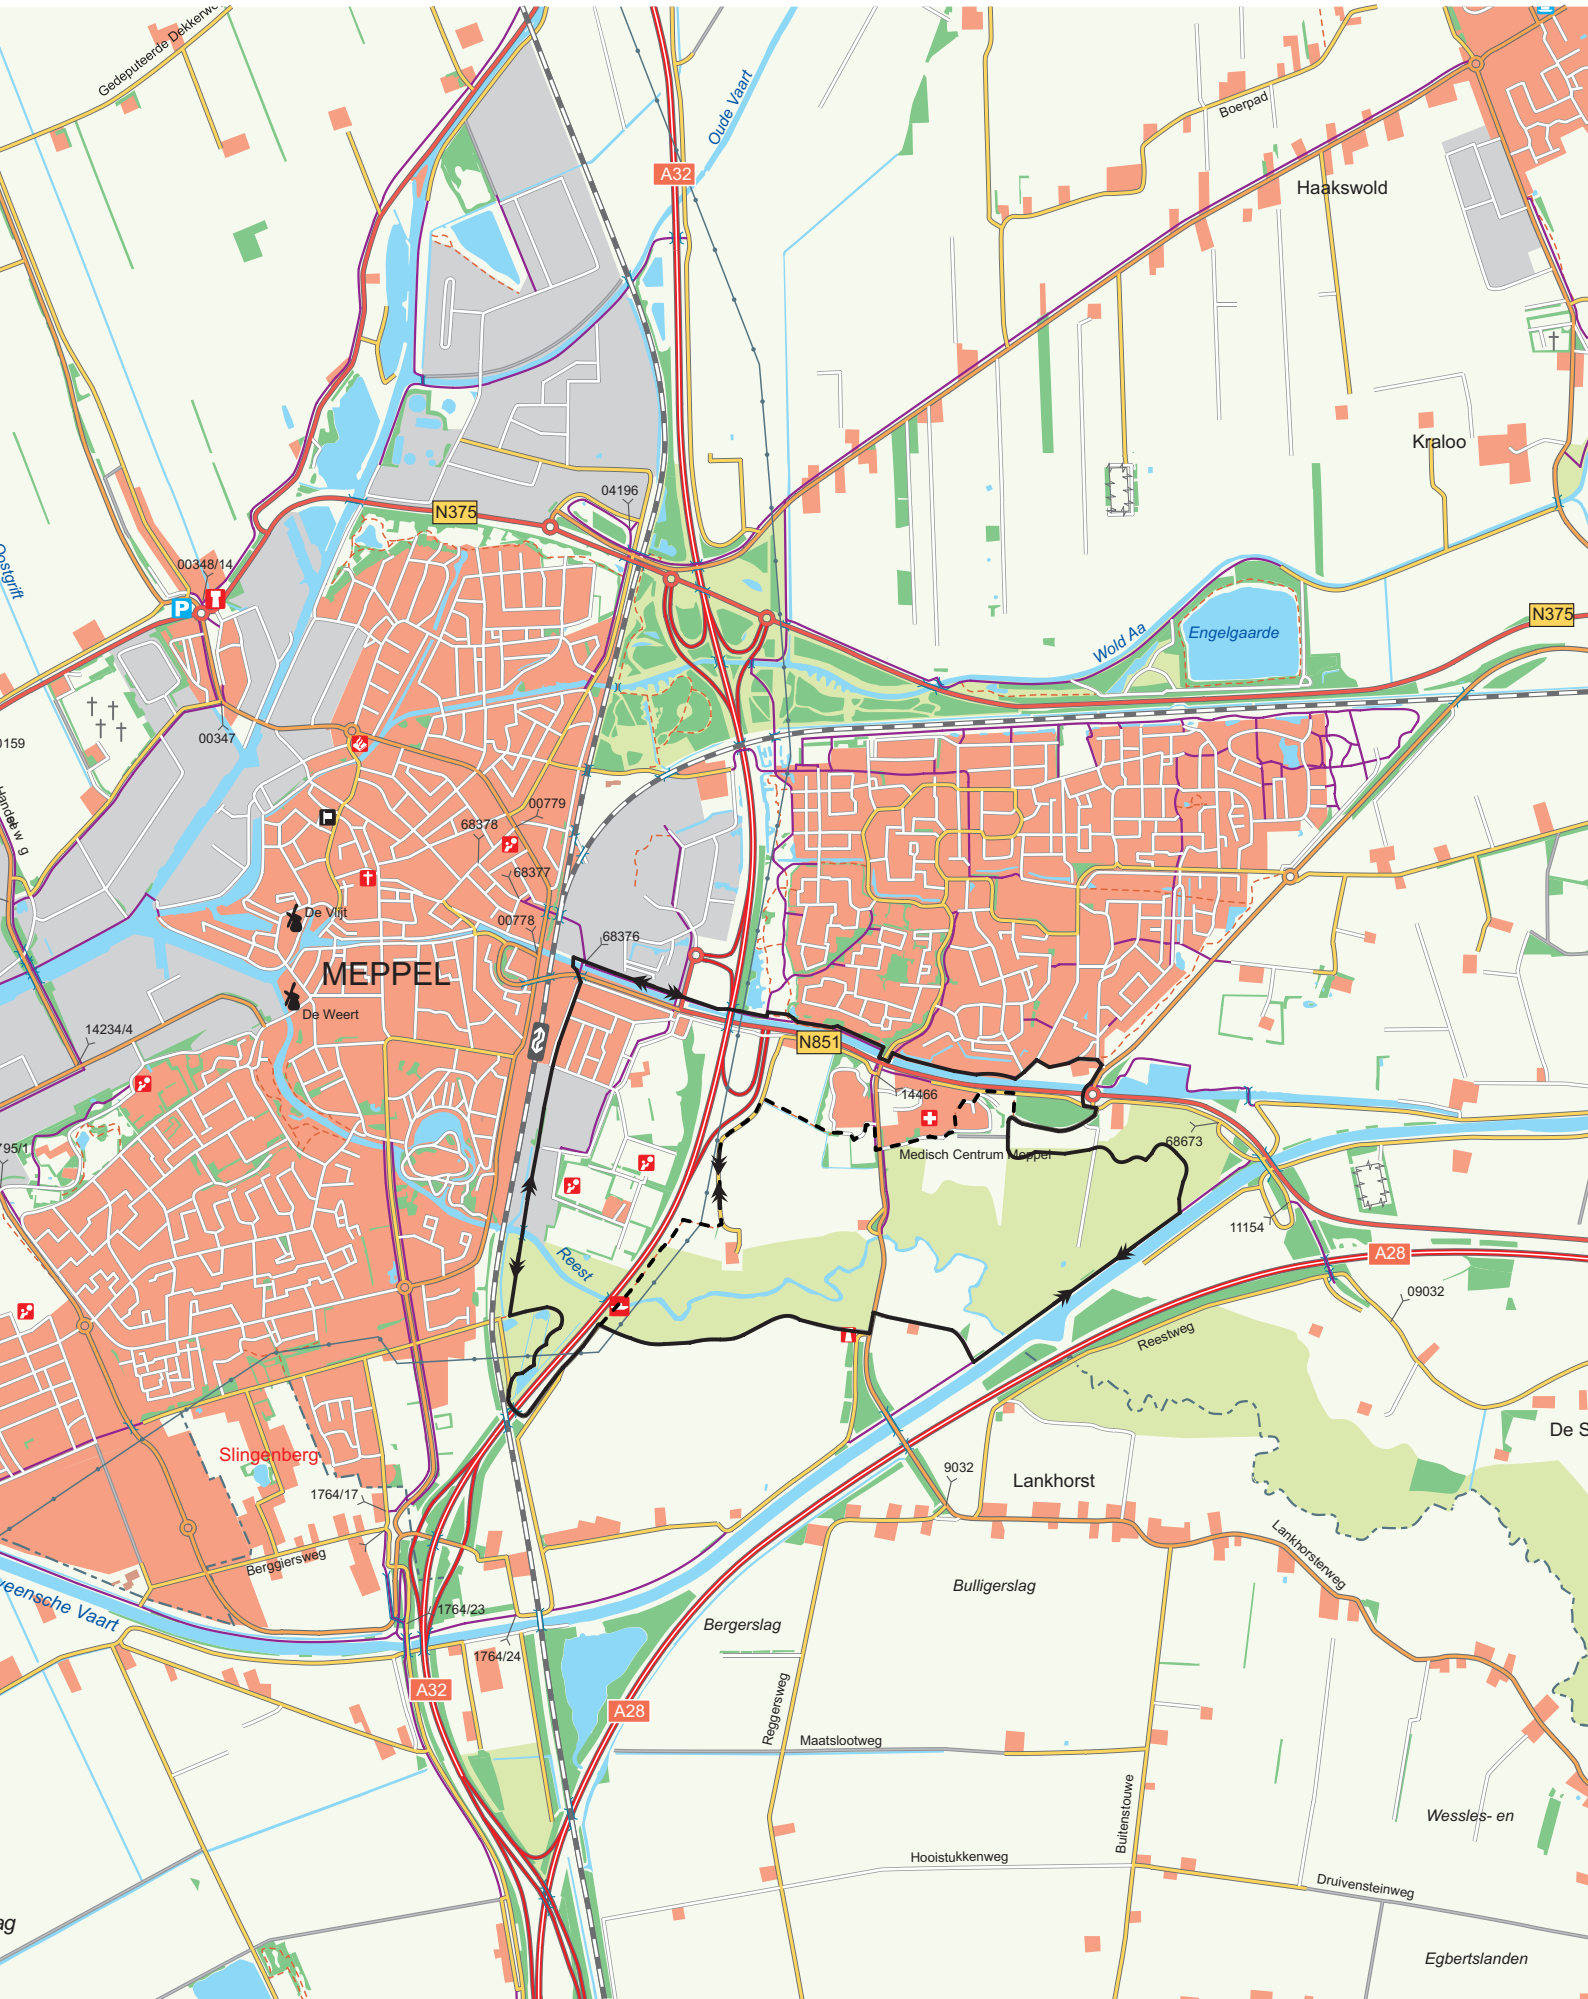 Gedeputeerde
Oude Vaart
A32
Boerpad
Haakswold
Kraloo
04196
N375
00348/14
P
N375
Wold Aa
Engelgaarde
00347
00779
68378
68377
De Vlijt
00778
68376
MEPPEL
De Weert
14234/4
N851
14466
68673
Medisch Centrum Meppel
11154
Reest
A28
09032
Reestweg
Slingenberg
9032
Lankhorst
1764/17
Lankhorsterweg
Berggiersweg
Bulligerslag
1764/23
Bergerslag
Vaart
1764/24
A32
A28
Reggersweg
Maatslootweg
Buitenstouwe
Wessles- en
Hooistukkenweg
Druivensteinweg
Egbertslanden